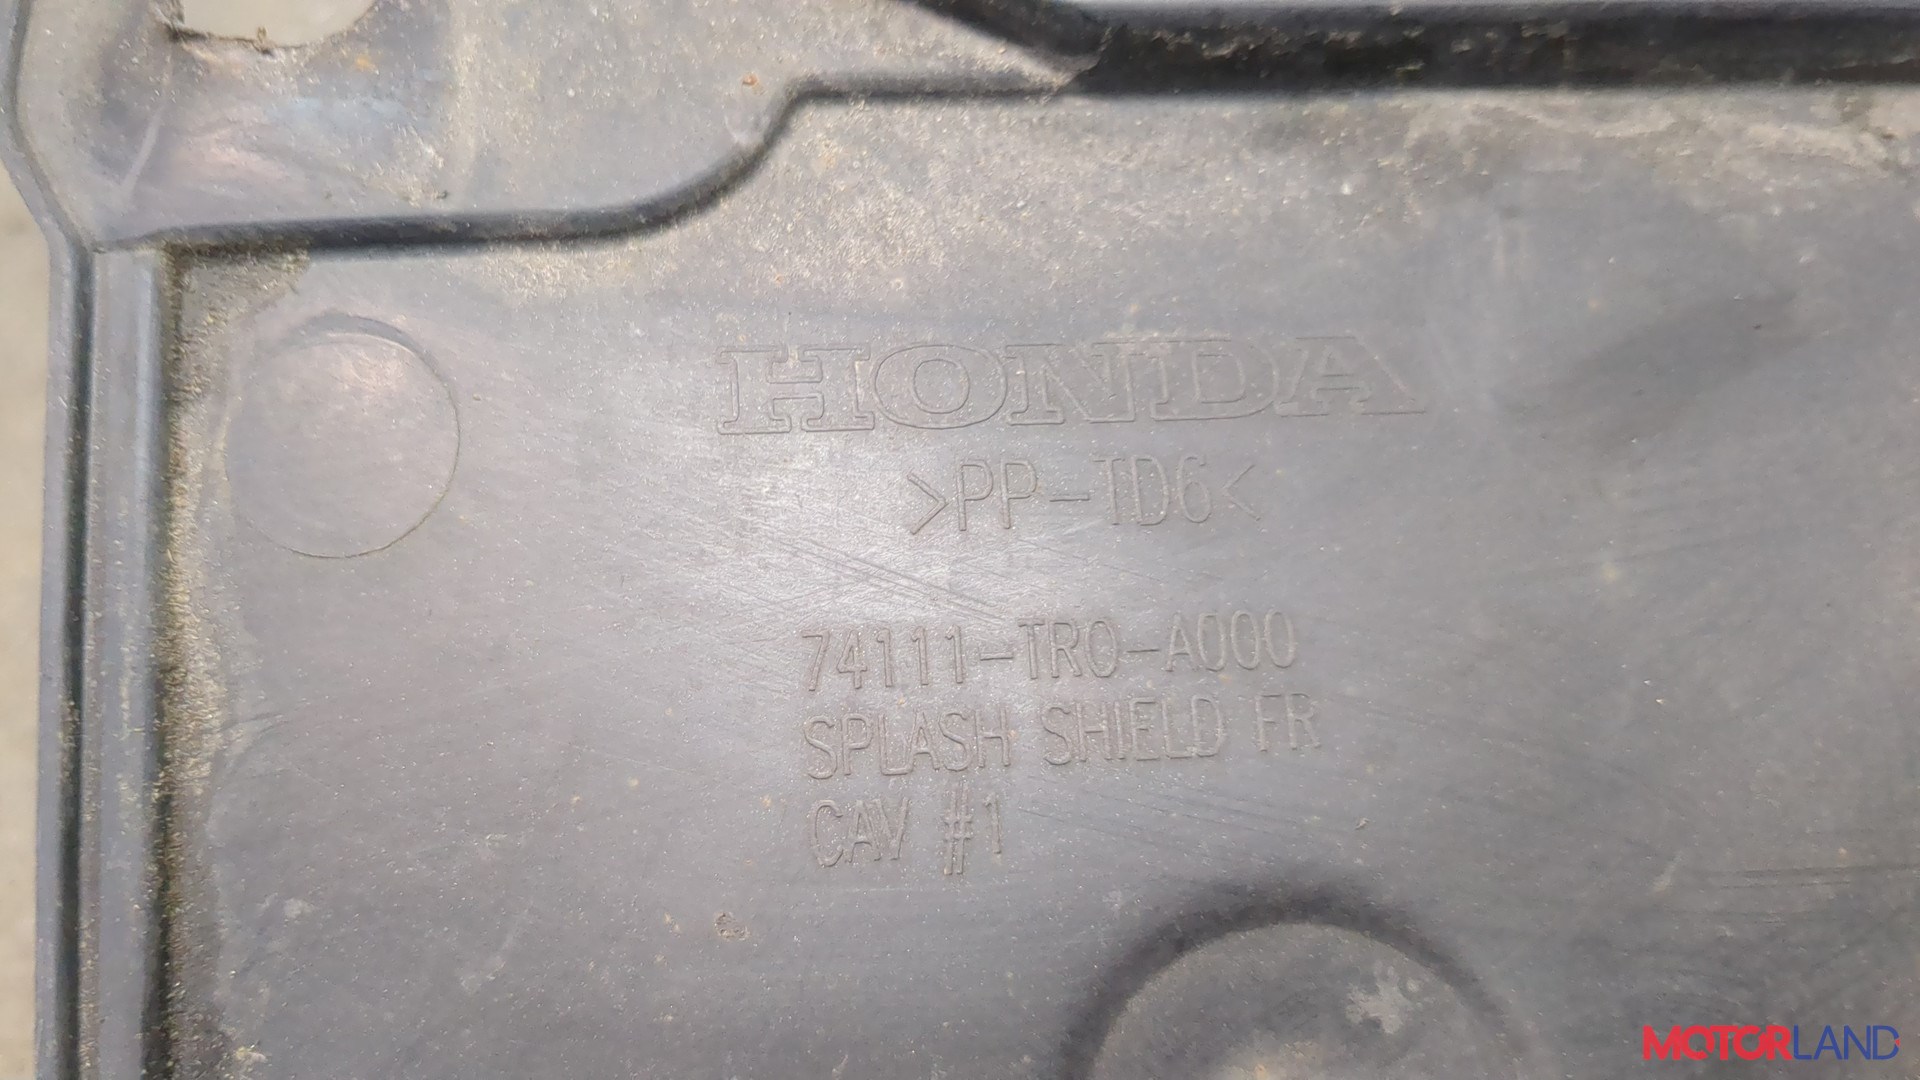 HONDA
>PP-TD6<
74111-TR0-A000
SPLASH SHIELD FR
CAV #1
MOTORLAND